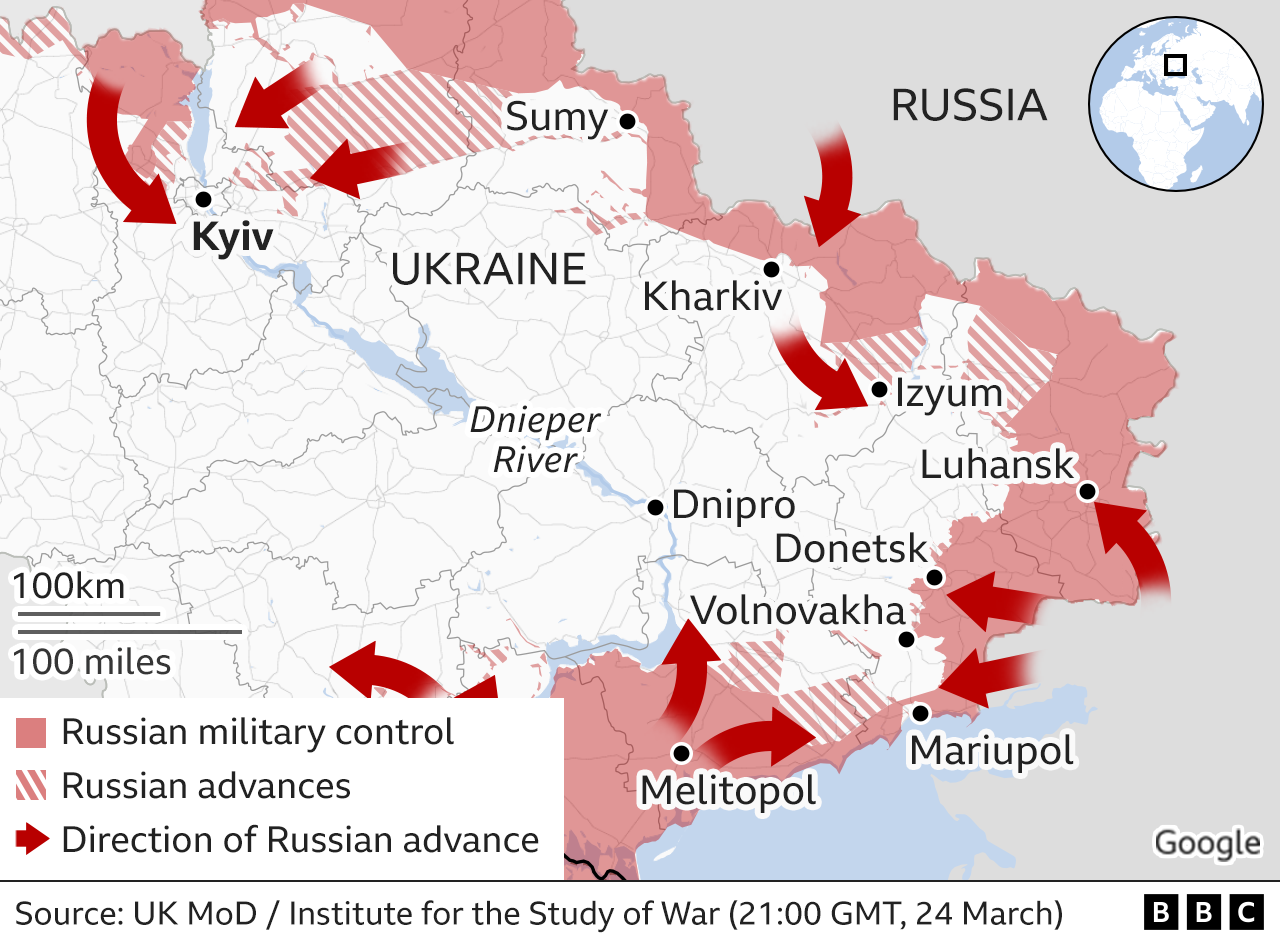 RUSSIA
Sumy
Kyiv
UKRAINE
Kharkiv
Izyum
Dnieper
River
Luhansk
Dnipro
Donetsk
100km
Volnovakha
100 miles
Russian military control
Mariupol
Russian advances
Melitopol
Direction of Russian advance
Google
Source: UK MoD / Institute for the Study of War (21:00 GMT, 24 March)
BBC